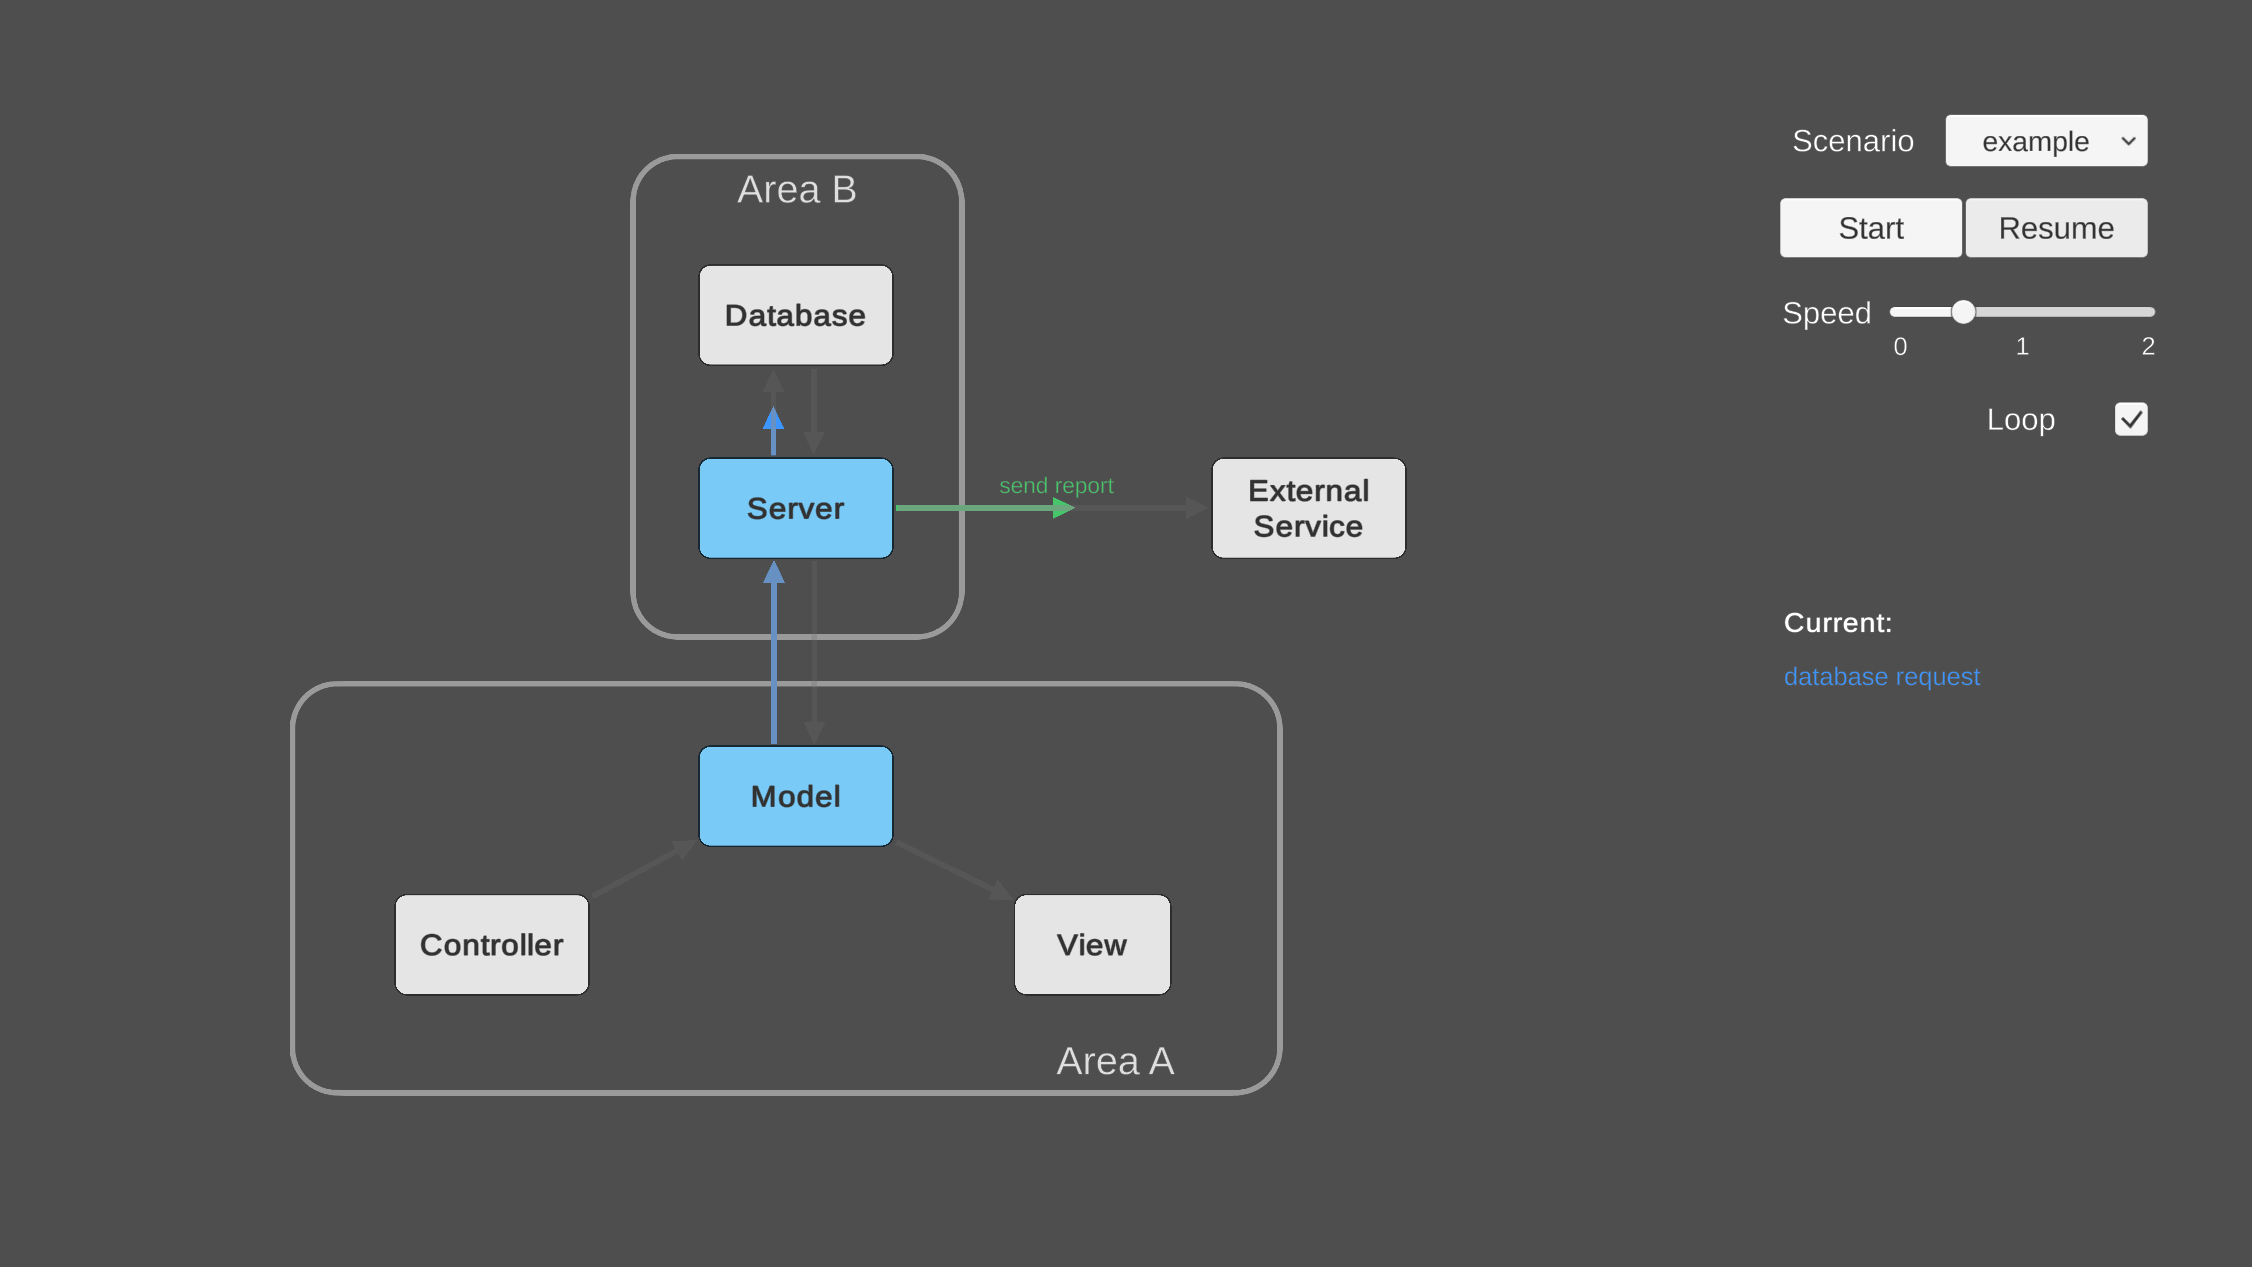 Area B
Database
Server
send report
External
Service
Model
Controller
View
Area A
Scenario
example
Start
Resume
Speed
0
1
2
Loop
Current:
database request